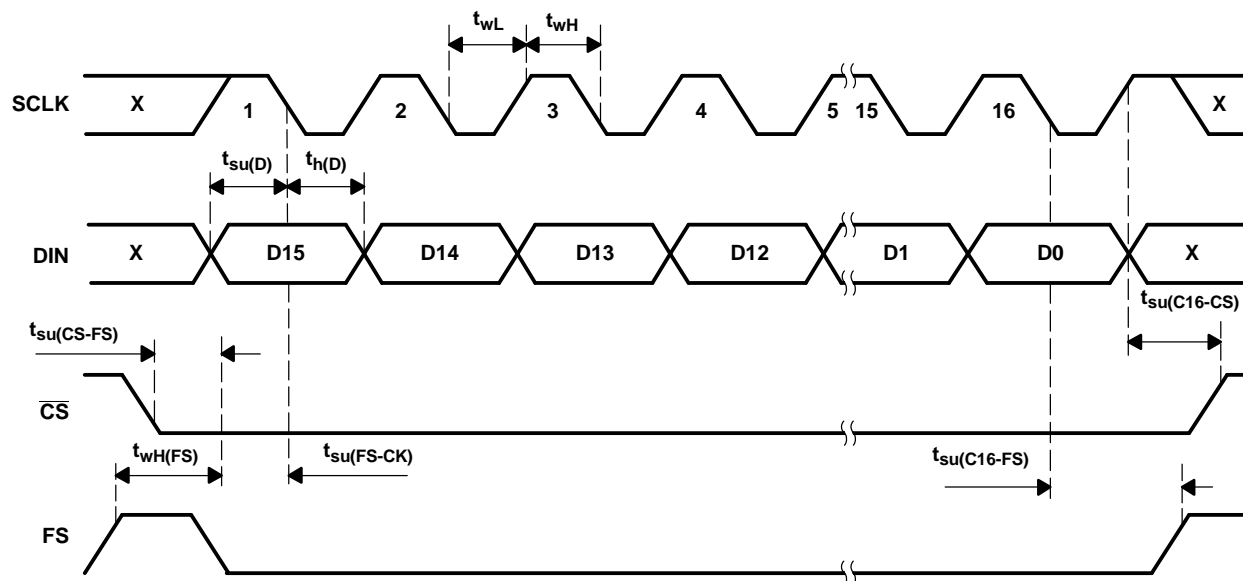 twL twH
SCLK X 1 2 3 4 5 15 16 X
tsu(D) th(D)
DIN X D15 D14 D13 D12 D1 D0 X
tsu(C16-CS)
tsu(CS-FS)
CS
twH(FS) tsu(FS-CK) tsu(C16-FS)
FS